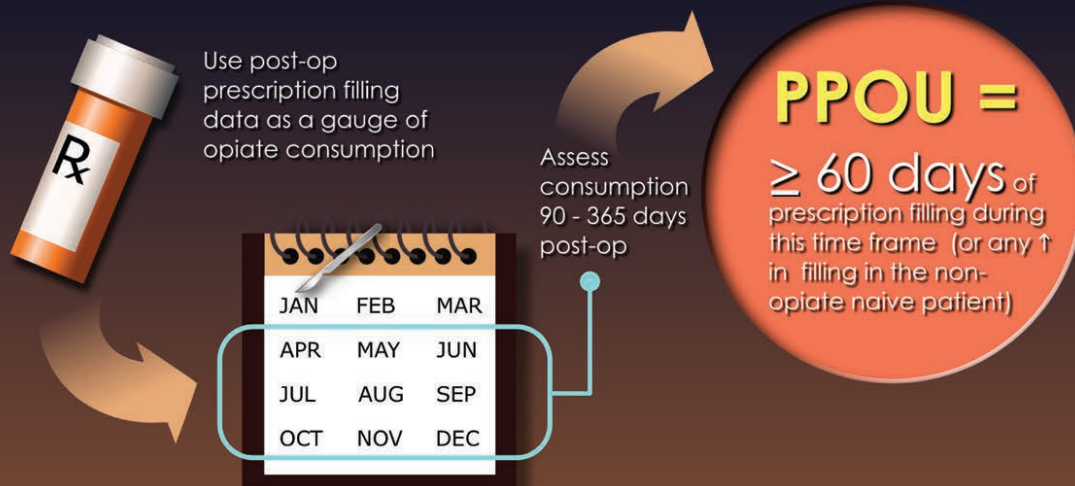 Use post-op
prescription filling
data as a gauge of
opiate consumption
Rx
JAN FEB MAR
APR MAY JUN
JUL AUG SEP
OCT NOV DEC
Assess
consumption
90 - 365 days
post-op
PPOU =
≥ 60 days of
prescription filling during
this time frame (or any ↑
in filling in the non-
opiate naive patient)